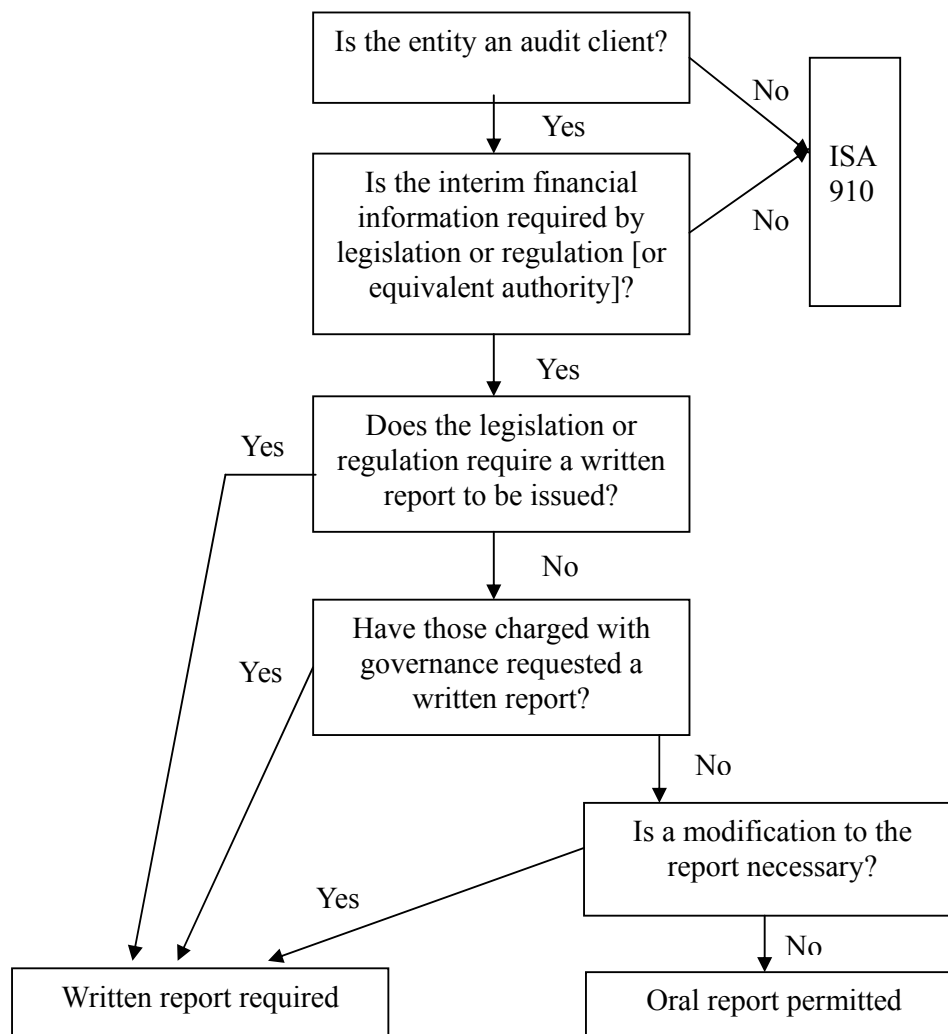 Is the entity an audit client?
No
Yes
ISA
910
Is the interim financial
information required by
legislation or regulation [or
equivalent authority]?
No
Yes
Does the legislation or
regulation require a written
report to be issued?
Yes
No
Have those charged with
governance requested a
written report?
Yes
No
Is a modification to the
report necessary?
Yes
No
Written report required
Oral report permitted